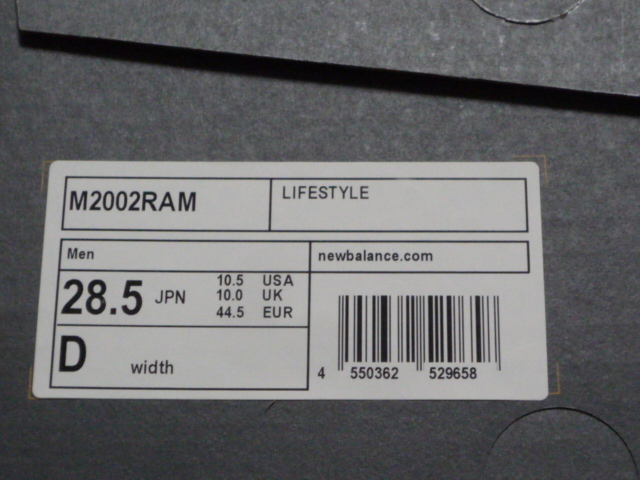 M2002RAM
LIFESTYLE
Men
newbalance.com
28.5 JPN
10.5 USA
10.0 UK
44.5 EUR
D width
4 550362 529658